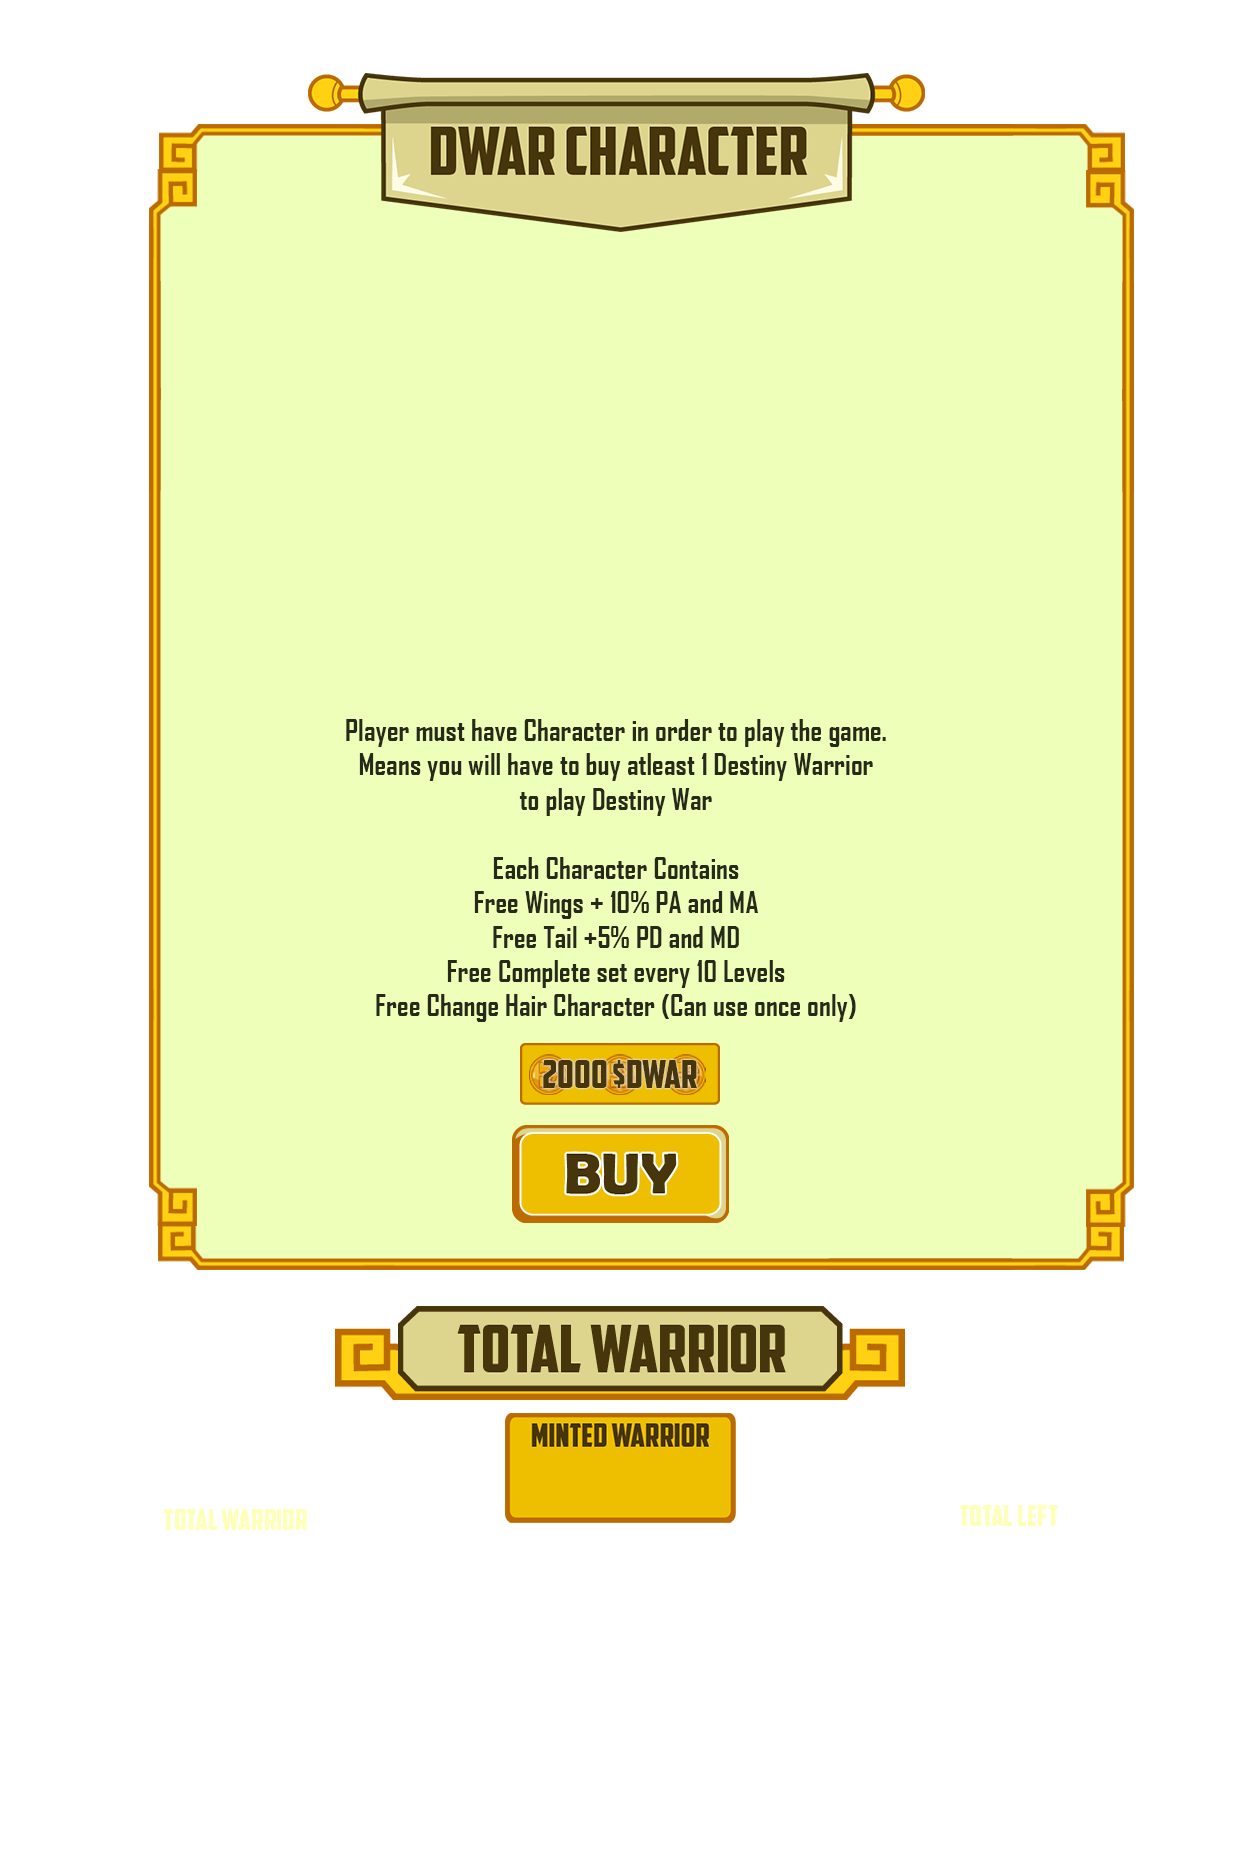 DWAR CHARACTER
Player must have Character in order to play the game.
Means you will have to buy atleast 1 Destiny Warrior
to play Destiny War
Each Character Contains
Free Wings + 10% PA and MA
Free Tail +5% PD and MD
Free Complete set every 10 Levels
Free Change Hair Character (Can use once only)
2000 $DWAR
BUY
TOTAL WARRIOR
MINTED WARRIOR
TOTAL WARRIOR
TOTAL LEFT